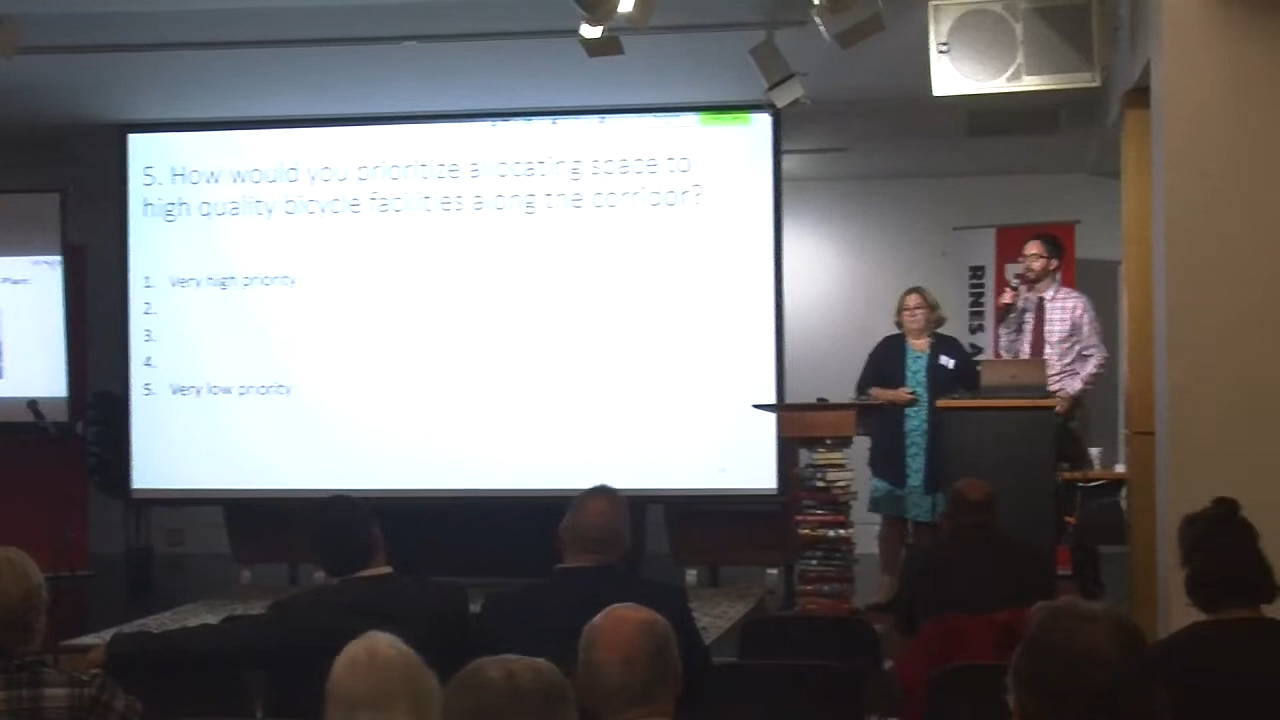 5. How would you prioritize allocating space to
high quality bicycle facilities along the corridor?
1. Very high priority
2.
3.
4.
5. Very low priority
RINES A